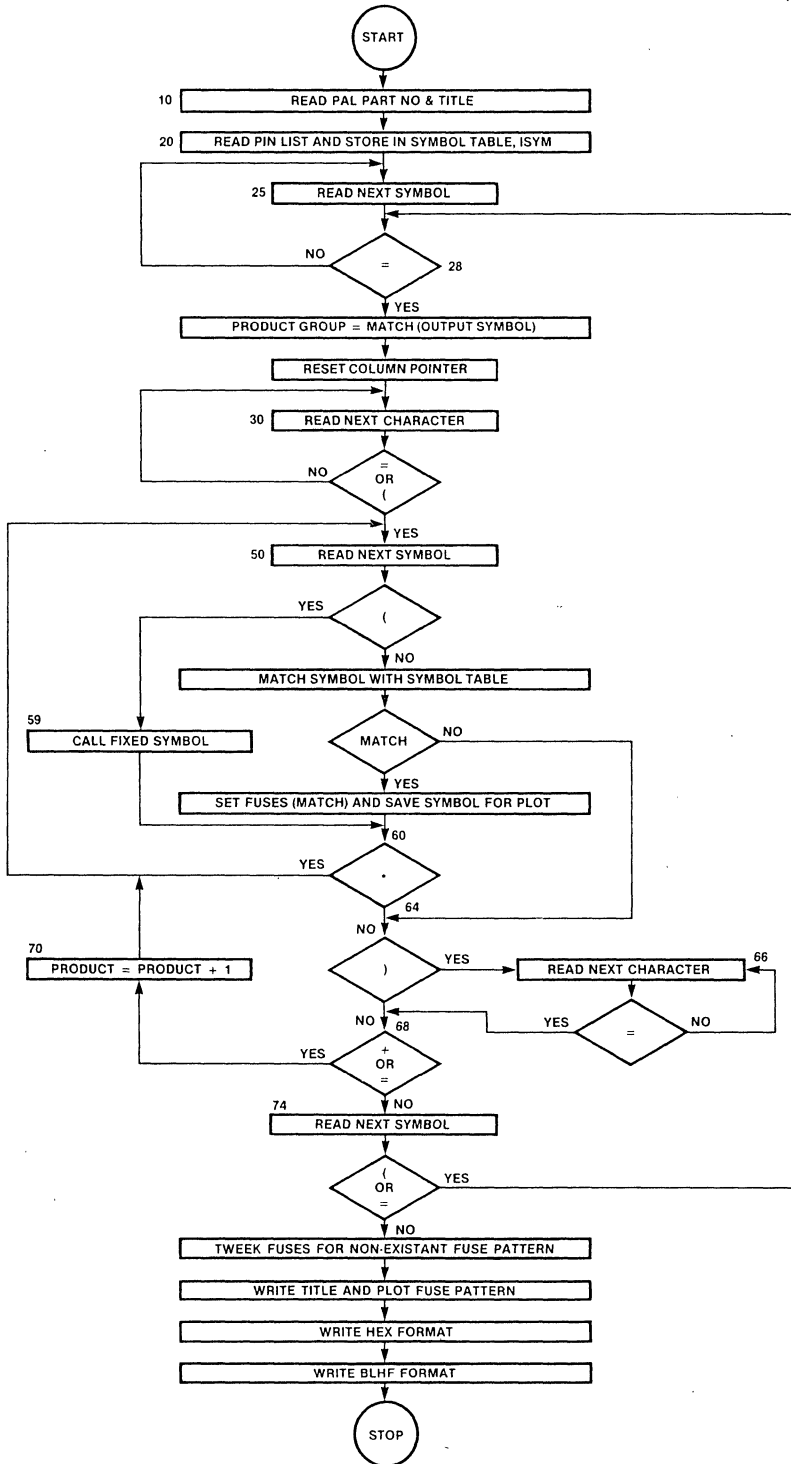 START
10 READ PAL PART NO & TITLE
20 READ PIN LIST AND STORE IN SYMBOL TABLE, ISYM
25 READ NEXT SYMBOL
NO
=
28
YES
PRODUCT GROUP = MATCH (OUTPUT SYMBOL)
RESET COLUMN POINTER
30 READ NEXT CHARACTER
NO
=
OR
(
YES
50 READ NEXT SYMBOL
YES
(
NO
MATCH SYMBOL WITH SYMBOL TABLE
59
CALL FIXED SYMBOL
MATCH
NO
YES
SET FUSES (MATCH) AND SAVE SYMBOL FOR PLOT
60
YES
•
64
NO
70
PRODUCT = PRODUCT + 1
)
YES
READ NEXT CHARACTER
66
NO
68
YES
=
NO
YES
+
OR
=
NO
74
READ NEXT SYMBOL
(
OR
=
YES
NO
TWEEK FUSES FOR NON-EXISTANT FUSE PATTERN
WRITE TITLE AND PLOT FUSE PATTERN
WRITE HEX FORMAT
WRITE BLHF FORMAT
STOP